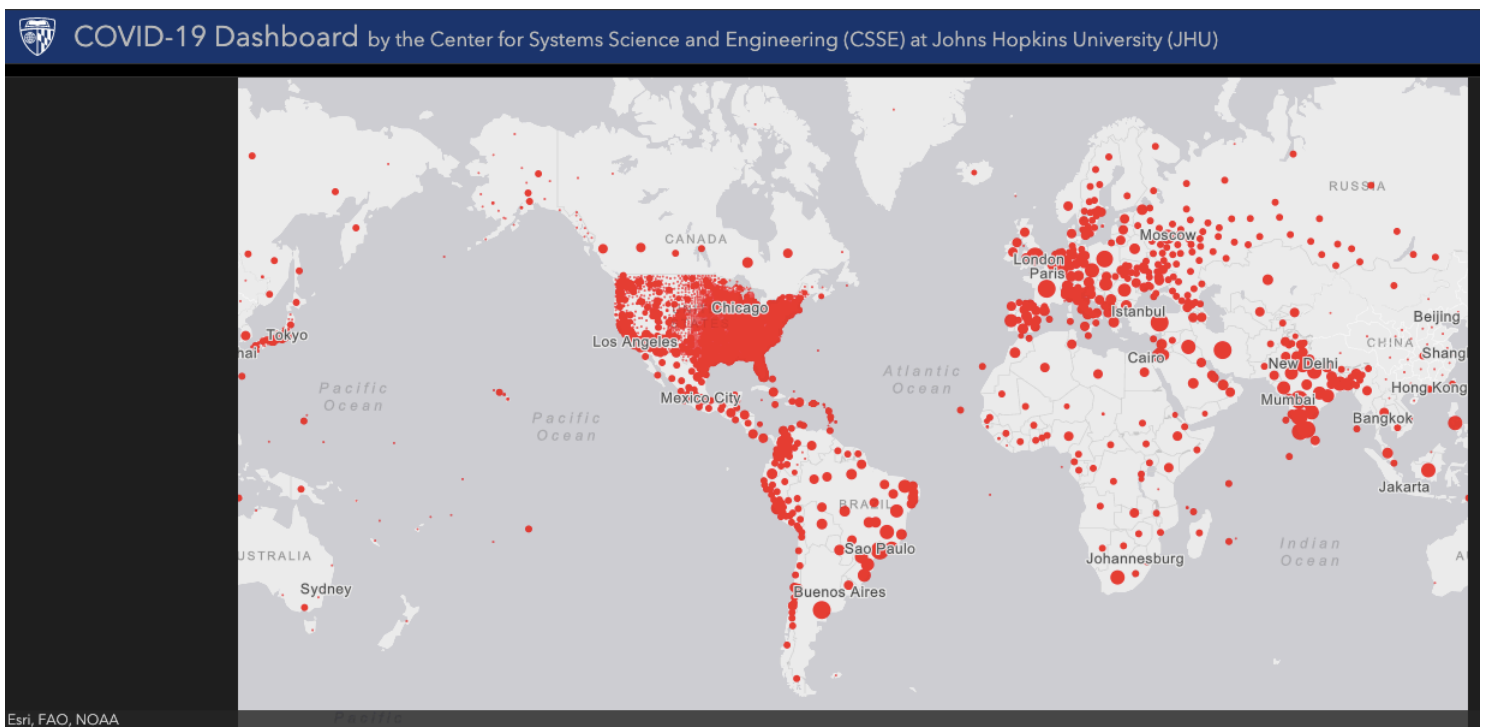 COVID-19 Dashboard by the Center for Systems Science and Engineering (CSSE) at Johns Hopkins University (JHU)
RUSSIA
CANADA
Moscow
London
Paris
Chicago
Istanbul
Beijing
Tokyo
Los Angeles
CHINA
hai
Shangh
Cairo
New Delhi
Atlantic
Ocean
Pacific
Ocean
Hong Kong
Mexico City
Mumbai
Pacific
Ocean
Bangkok
Jakarta
BRAZIL
Sao Paulo
Indian
Ocean
USTRALIA
A
Johannesburg
Sydney
Buenos Aires
Pacific
Esri, FAO, NOAA